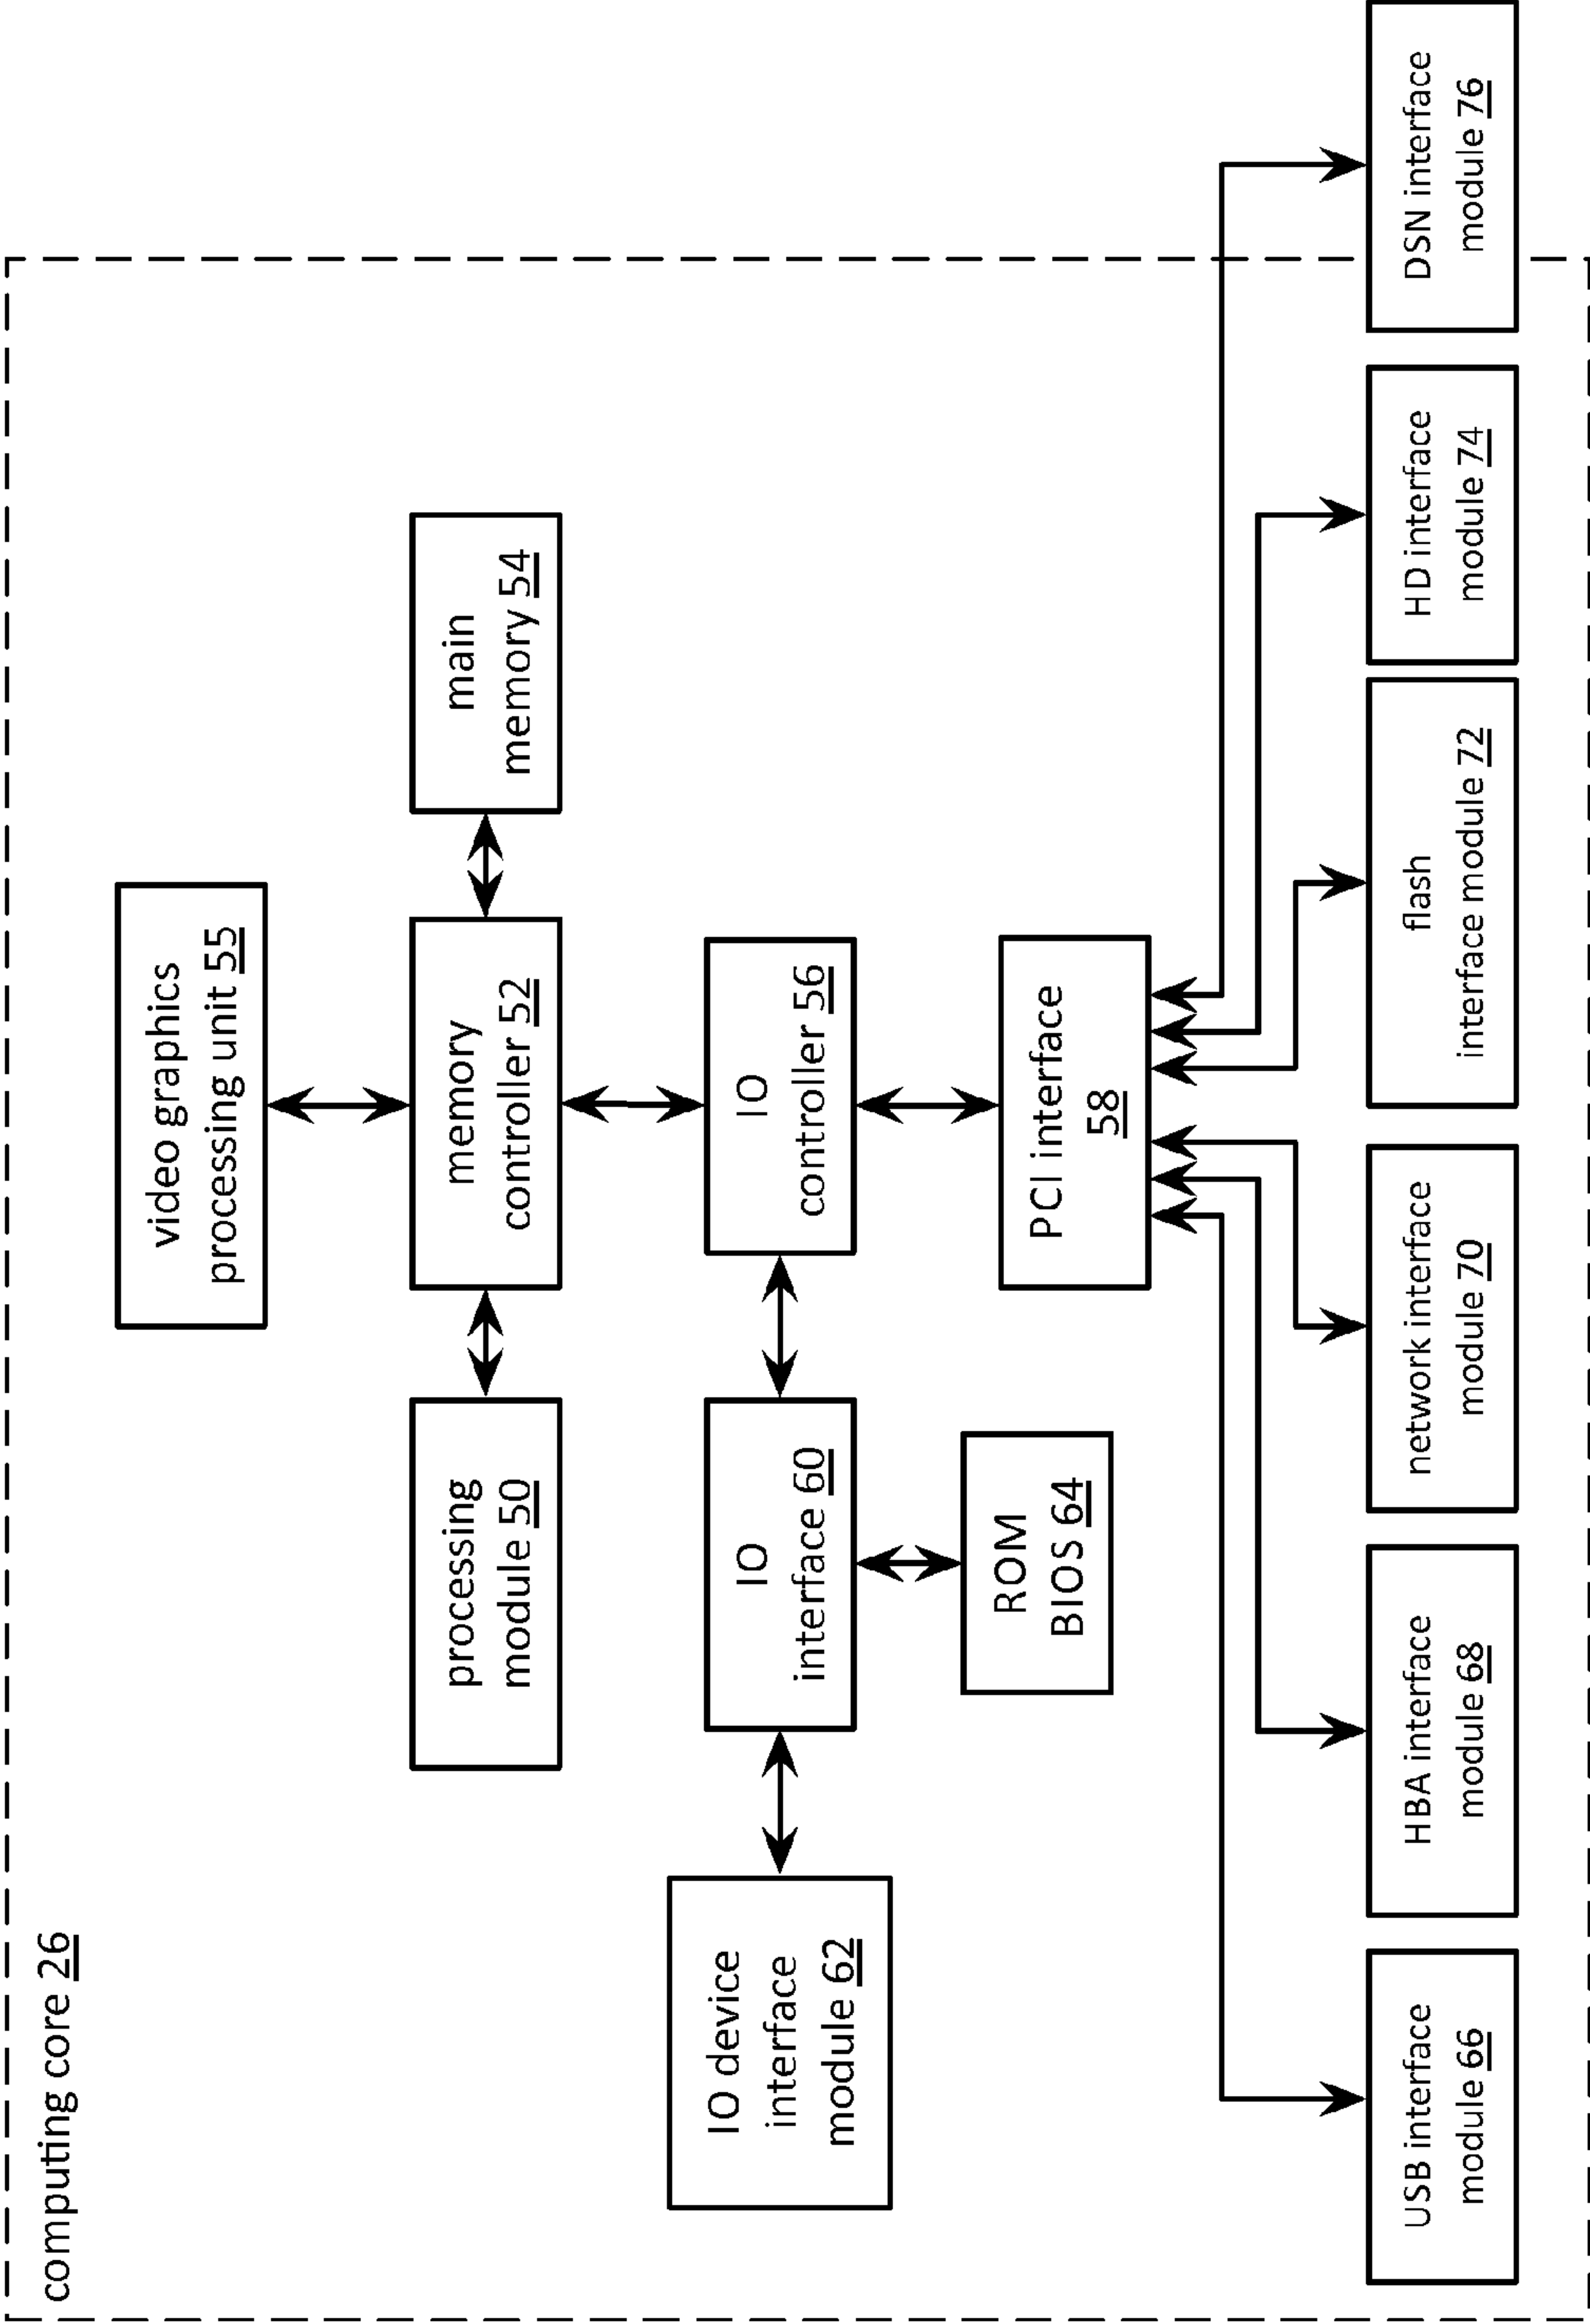 computing core 26
video graphics
processing unit 55
processing
module 50
memory
controller 52
main
memory 54
IO device
interface
module 62
IO
interface 60
IO
controller 56
ROM
BIOS 64
PCI interface
58
USB interface
module 66
HBA interface
module 68
network interface
module 70
flash
interface module 72
HD interface
module 74
DSN interface
module 76